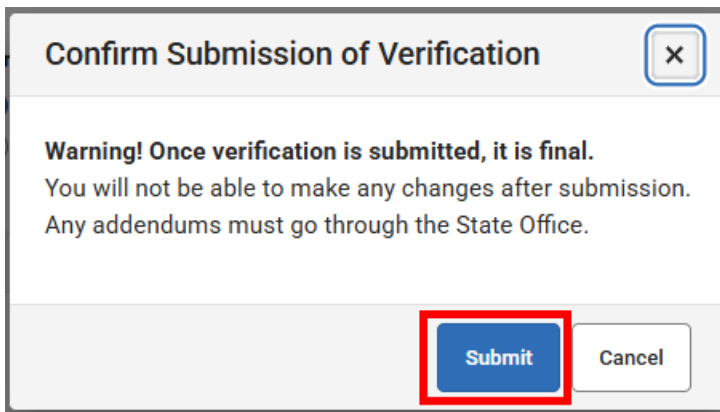 Confirm Submission of Verification
Warning! Once verification is submitted, it is final.
You will not be able to make any changes after submission.
Any addendums must go through the State Office.
Submit Cancel